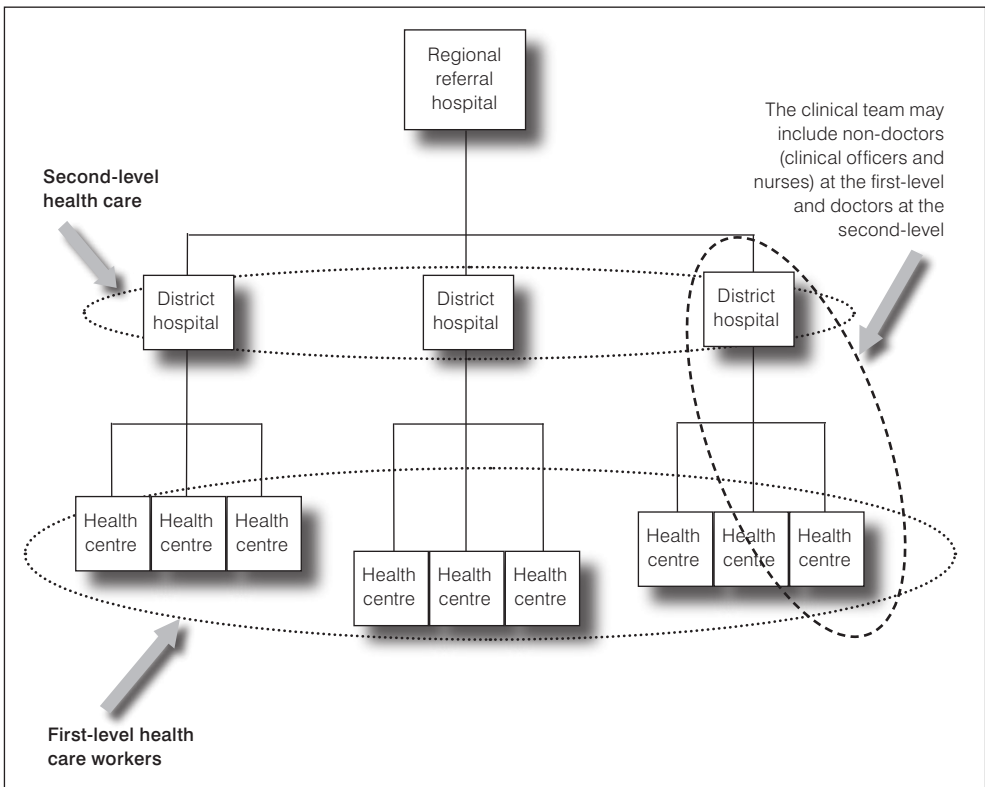 Regional
referral
hospital
The clinical team may
include non-doctors
(clinical officers and
nurses) at the first-level
and doctors at the
second-level
Second-level
health care
District
hospital
District
hospital
District
hospital
Health
centre
Health
centre
Health
centre
Health
centre
Health
centre
Health
centre
Health
centre
Health
centre
Health
centre
First-level health
care workers